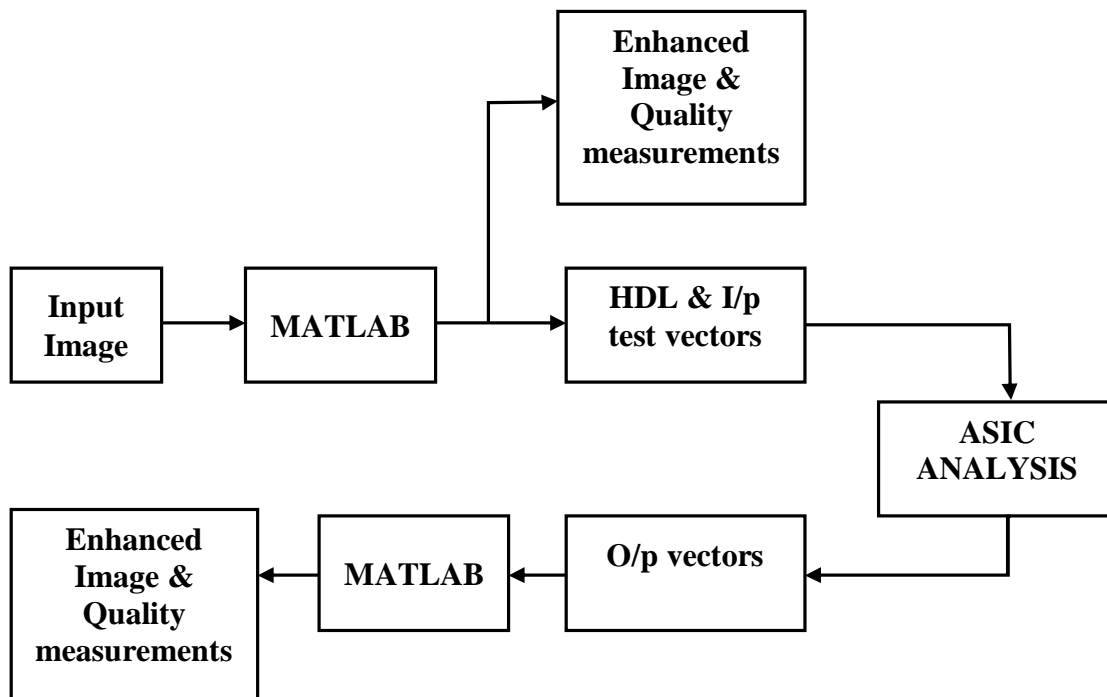 Enhanced
Image &
Quality
measurements
Input
Image
MATLAB
HDL & I/p
test vectors
ASIC
ANALYSIS
O/p vectors
MATLAB
Enhanced
Image &
Quality
measurements